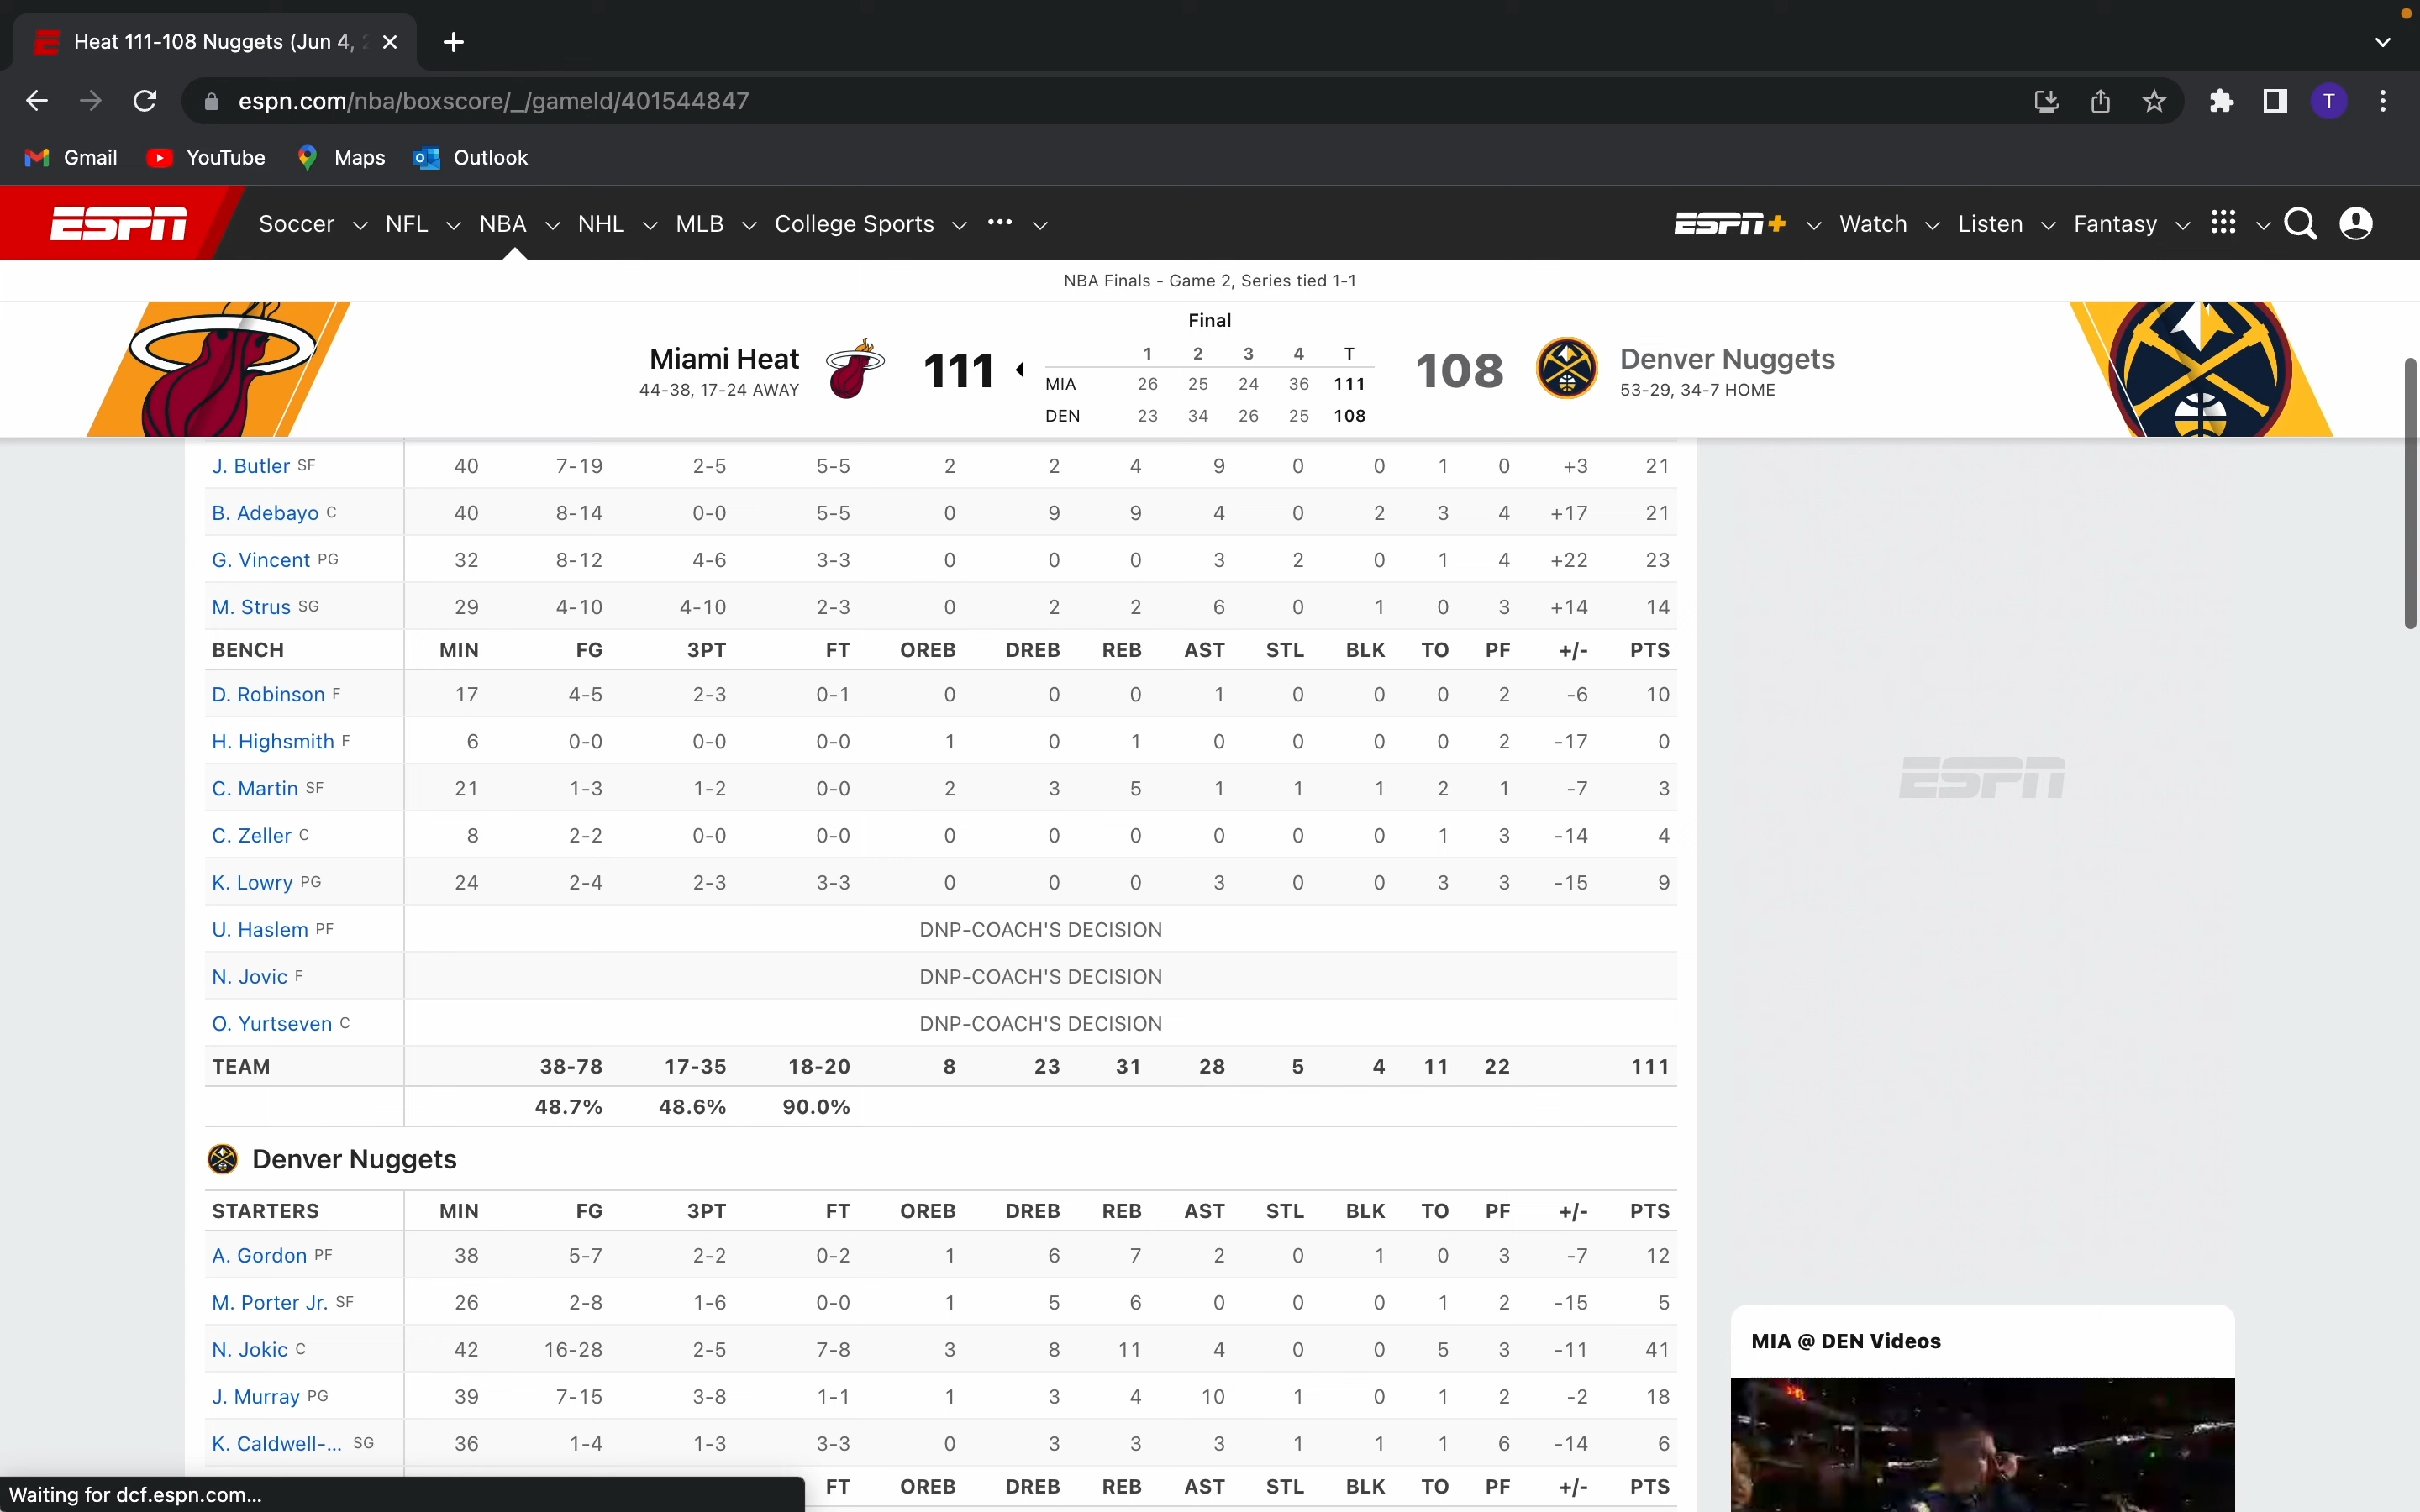 Heat 111-108 Nuggets (Jun 4,
espn.com/nba/boxscore/_/gameId/401544847
T
Gmail YouTube Maps Outlook
ESPN Soccer NFL NBA NHL MLB College Sports ••• ESPN+ Watch Listen Fantasy
NBA Finals - Game 2, Series tied 1-1
Final
Miami Heat 111 108 Denver Nuggets
44-38, 17-24 AWAY 53-29, 34-7 HOME
1 2 3 4 T
MIA 26 25 24 36 111
DEN 23 34 26 25 108
J. Butler SF 40 7-19 2-5 5-5 2 2 4 9 0 0 1 0 +3 21
B. Adebayo C 40 8-14 0-0 5-5 0 9 9 4 0 2 3 4 +17 21
G. Vincent PG 32 8-12 4-6 3-3 0 0 0 3 2 0 1 4 +22 23
M. Strus SG 29 4-10 4-10 2-3 0 2 2 6 0 1 0 3 +14 14
BENCH MIN FG 3PT FT OREB DREB REB AST STL BLK TO PF +/- PTS
D. Robinson F 17 4-5 2-3 0-1 0 0 0 1 0 0 0 2 -6 10
H. Highsmith F 6 0-0 0-0 0-0 1 0 1 0 0 0 0 2 -17 0
C. Martin SF 21 1-3 1-2 0-0 2 3 5 1 1 1 2 1 -7 3
C. Zeller C 8 2-2 0-0 0-0 0 0 0 0 0 0 1 3 -14 4
K. Lowry PG 24 2-4 2-3 3-3 0 0 0 3 0 0 3 3 -15 9
U. Haslem PF DNP-COACH'S DECISION
N. Jovic F DNP-COACH'S DECISION
O. Yurtseven C DNP-COACH'S DECISION
TEAM 38-78 17-35 18-20 8 23 31 28 5 4 11 22 111
48.7% 48.6% 90.0%
ESPN
Denver Nuggets
STARTERS MIN FG 3PT FT OREB DREB REB AST STL BLK TO PF +/- PTS
A. Gordon PF 38 5-7 2-2 0-2 1 6 7 2 0 1 0 3 -7 12
M. Porter Jr. SF 26 2-8 1-6 0-0 1 5 6 0 0 0 1 2 -15 5
N. Jokic C 42 16-28 2-5 7-8 3 8 11 4 0 0 5 3 -11 41
J. Murray PG 39 7-15 3-8 1-1 1 3 4 10 1 0 1 2 -2 18
K. Caldwell-... SG 36 1-4 1-3 3-3 0 3 3 3 1 1 1 6 -14 6
FT OREB DREB REB AST STL BLK TO PF +/- PTS
MIA @ DEN Videos
Waiting for dcf.espn.com...